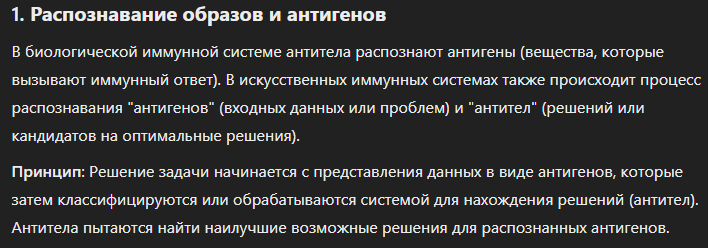 1. Распознавание образов и антигенов
В биологической иммунной системе антитела распознают антигены (вещества, которые
вызывают иммунный ответ). В искусственных иммунных системах также происходит процесс
распознавания "антигенов" (входных данных или проблем) и "антител" (решений или
кандидатов на оптимальные решения).
Принцип: Решение задачи начинается с представления данных в виде антигенов, которые
затем классифицируются или обрабатываются системой для нахождения решений (антител).
Антитела пытаются найти наилучшие возможные решения для распознанных антигенов.